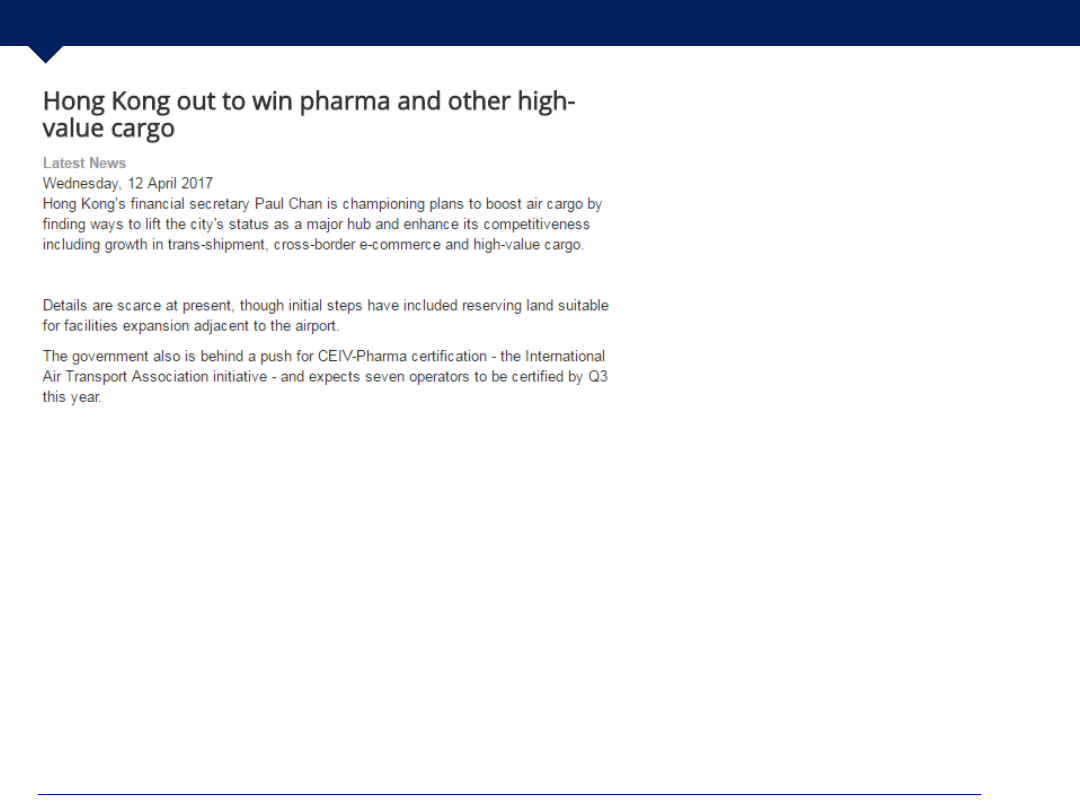 Hong Kong out to win pharma and other high-
value cargo
Latest News
Wednesday, 12 April 2017
Hong Kong's financial secretary Paul Chan is championing plans to boost air cargo by
finding ways to lift the city's status as a major hub and enhance its competitiveness
including growth in trans-shipment, cross-border e-commerce and high-value cargo.
Details are scarce at present, though initial steps have included reserving land suitable
for facilities expansion adjacent to the airport.
The government also is behind a push for CEIV-Pharma certification - the International
Air Transport Association initiative - and expects seven operators to be certified by Q3
this year.